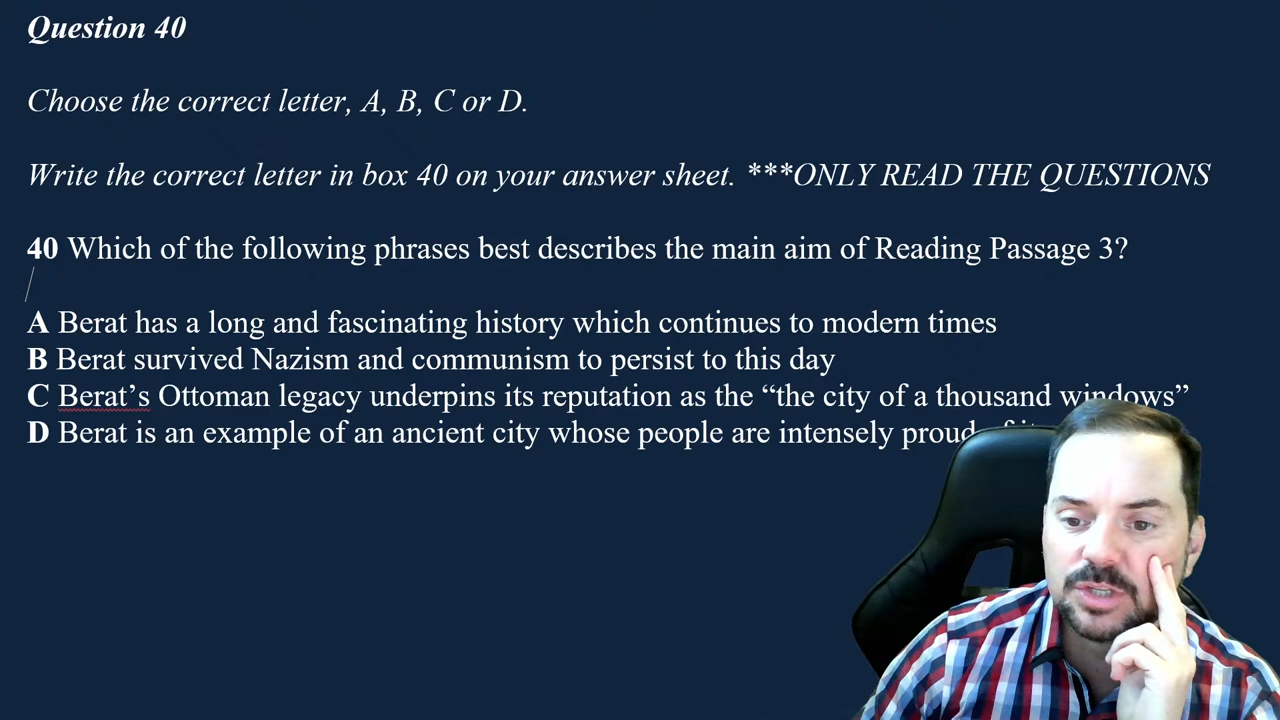 Question 40
Choose the correct letter, A, B, C or D.
Write the correct letter in box 40 on your answer sheet. ***ONLY READ THE QUESTIONS
40 Which of the following phrases best describes the main aim of Reading Passage 3?
A Berat has a long and fascinating history which continues to modern times
B Berat survived Nazism and communism to persist to this day
C Berat’s Ottoman legacy underpins its reputation as the “the city of a thousand windows”
D Berat is an example of an ancient city whose people are intensely proud of